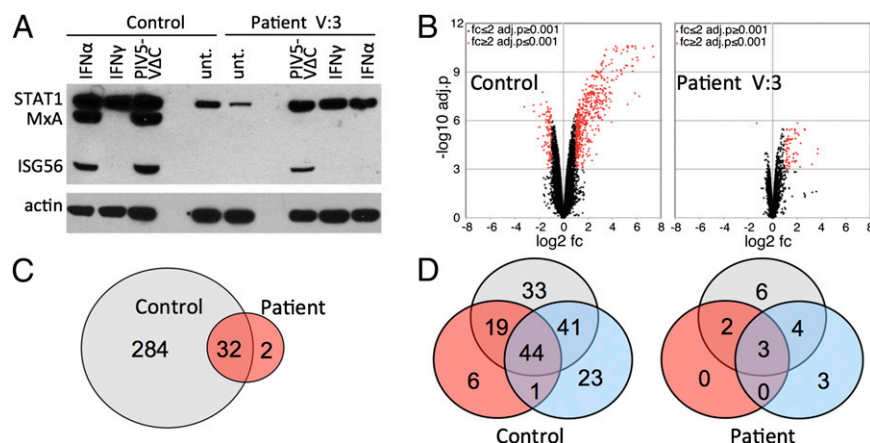 A
Control
Patient V:3
IFNα
IFNγ
PIV5-
VΔC
unt.
unt.
PIV5-
VΔC
IFNγ
IFNα
STAT1
MxA
ISG56
actin
B
12
9
6
3
0
-log10 adj.p
fc≤2 adj.p≥0.001
fc≥2 adj.p≤0.001
Control
-8 -6 -4 -2 0 2 4 6 8
log2 fc
fc≤2 adj.p≥0.001
fc≥2 adj.p≤0.001
Patient V:3
-8 -6 -4 -2 0 2 4 6 8
log2 fc
C
Control
Patient
284
32
2
D
33
19
41
44
6
1
23
Control
6
2
4
3
0
0
3
Patient